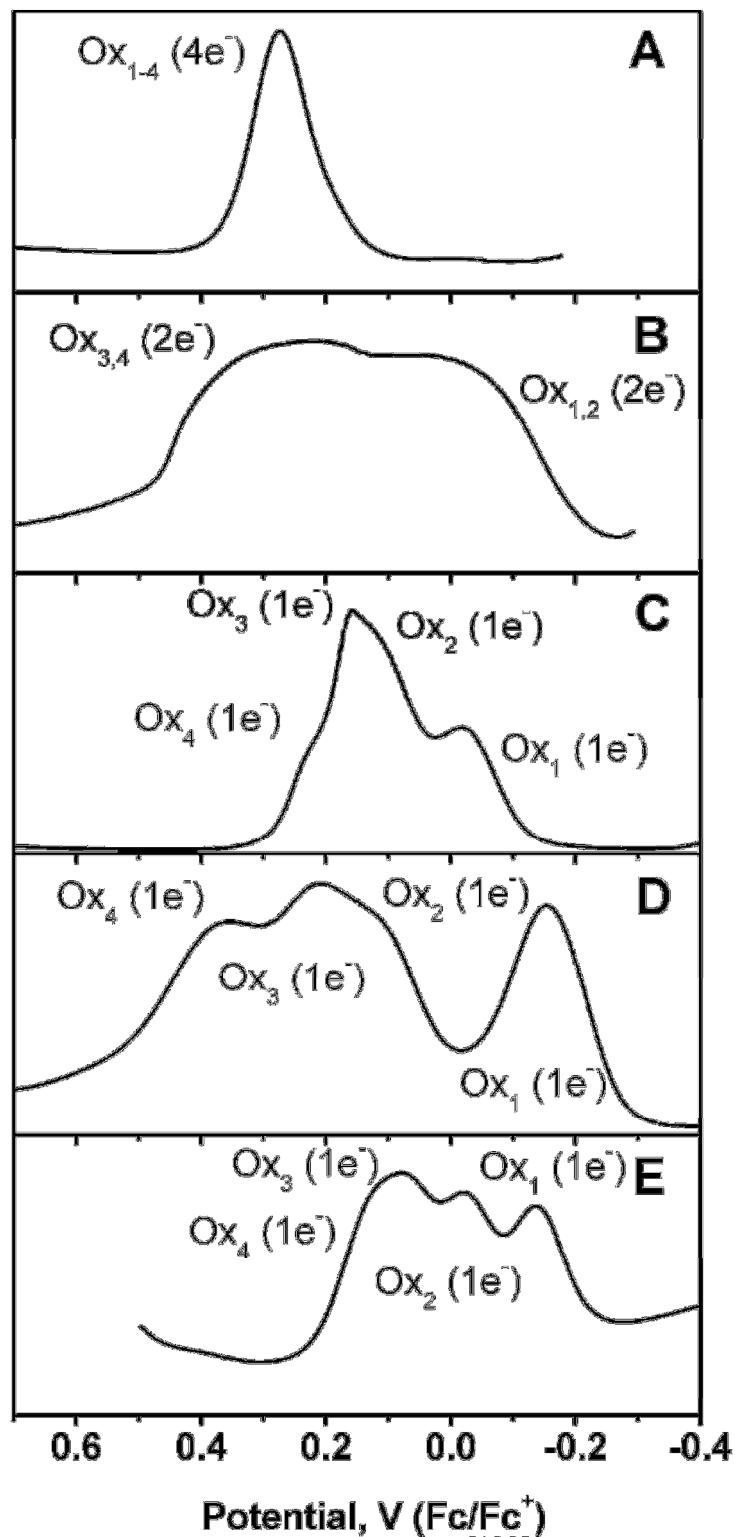 Ox₁₋₄ (4e⁻) A
Ox₃,₄ (2e⁻) B
Ox₁,₂ (2e⁻)
Ox₃ (1e⁻) C
Ox₂ (1e⁻)
Ox₄ (1e⁻)
Ox₁ (1e⁻)
Ox₄ (1e⁻) Ox₂ (1e⁻) D
Ox₃ (1e⁻)
Ox₁ (1e⁻)
Ox₃ (1e⁻) Ox₁ (1e⁻) E
Ox₄ (1e⁻)
Ox₂ (1e⁻)
0.6 0.4 0.2 0.0 -0.2 -0.4
Potential, V (Fc/Fc⁺)